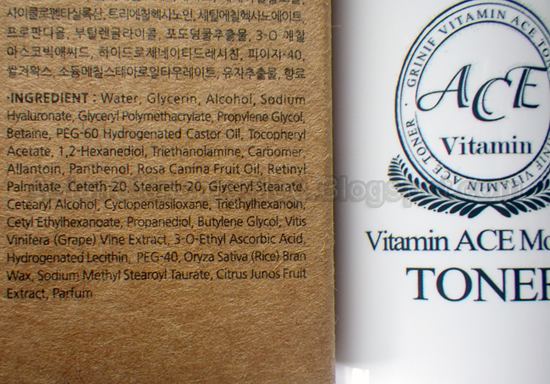 사이클로펜타실록산, 트리에칠헥사노인, 세틸에칠헥사노에이트,
프로판디올, 부틸렌글라이콜, 포도덩굴추출물, 3-O 에칠
아스코빅애씨드, 하이드로제네이티드레시친, 피이지-40,
쌀겨왁스, 소듐메칠스테아로일타우레이트, 유자추출물, 향료
·INGREDIENT : Water, Glycerin, Alcohol, Sodium
Hyaluronate, Glyceryl Polymethacrylate, Propylene Glycol,
Betaine, PEG-60 Hydrogenated Castor Oil, Tocopheryl
Acetate, 1,2-Hexanediol, Triethanolamine, Carbomer,
Allantoin, Panthenol, Rosa Canina Fruit Oil, Retinyl
Palmitate, Ceteth-20, Steareth-20, Glyceryl Stearate,
Cetearyl Alcohol, Cyclopentasiloxane, Triethylhexanoin,
Cetyl Ethylhexanoate, Propanediol, Butylene Glycol, Vitis
Vinifera (Grape) Vine Extract, 3-O-Ethyl Ascorbic Acid,
Hydrogenated Lecithin, PEG-40, Oryza Sativa (Rice) Bran
Wax, Sodium Methyl Stearoyl Taurate, Citrus Junos Fruit
Extract, Parfum
GRINIF VITAMIN ACE TONER
ACE
Vitamin
VITAMIN ACE TONER
Vitamin ACE Mo
TONER